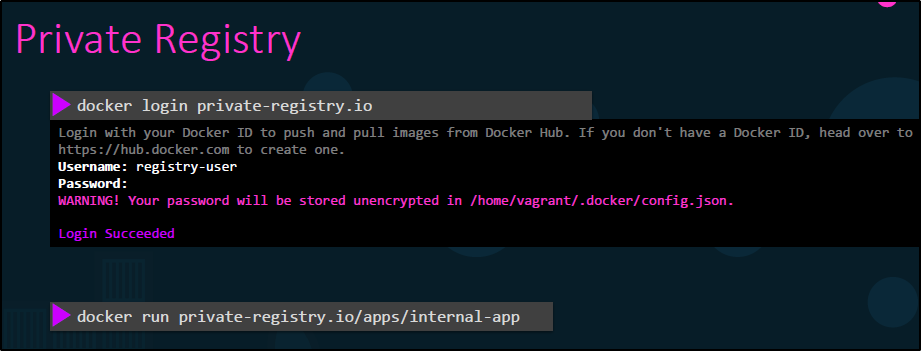 Private Registry
docker login private-registry.io
Login with your Docker ID to push and pull images from Docker Hub. If you don't have a Docker ID, head over to
https://hub.docker.com to create one.
Username: registry-user
Password:
WARNING! Your password will be stored unencrypted in /home/vagrant/.docker/config.json.
Login Succeeded
docker run private-registry.io/apps/internal-app